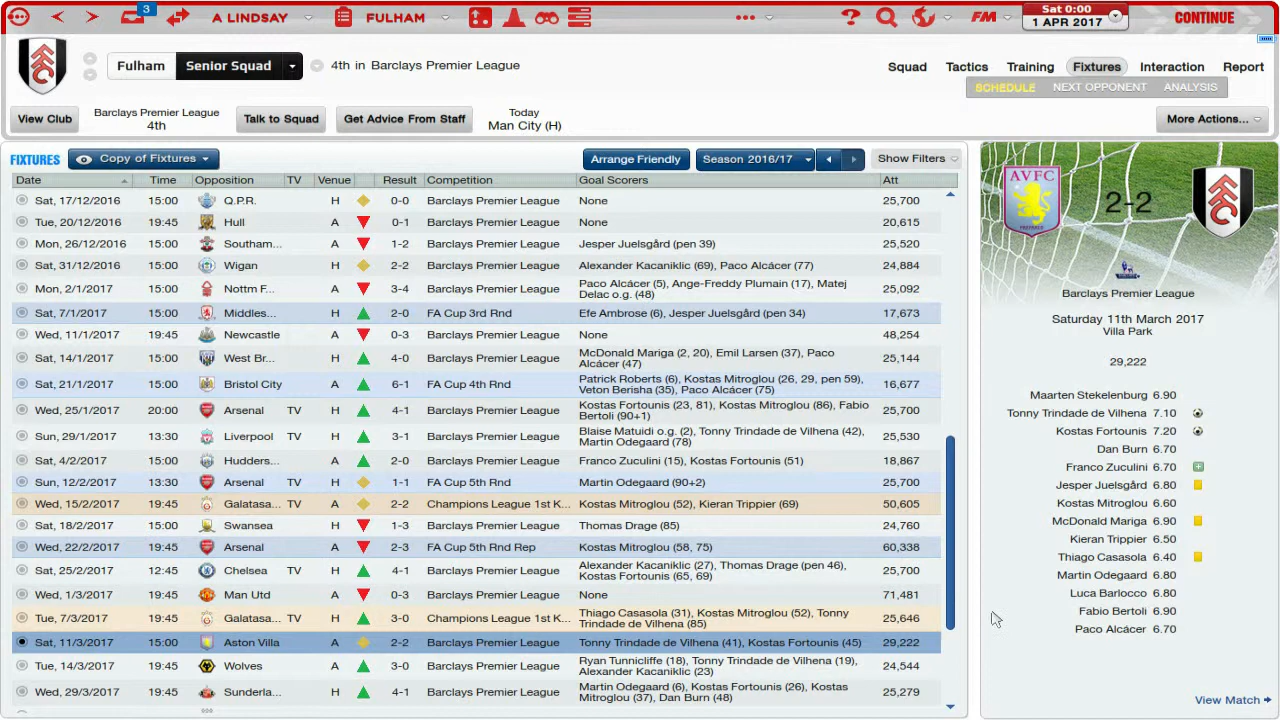 3
A LINDSAY
FULHAM
FM
Sat 0:00
1 APR 2017
CONTINUE
Fulham
Senior Squad
4th in Barclays Premier League
Squad
Tactics
Training
Fixtures
Interaction
Report
SCHEDULE
NEXT OPPONENT
ANALYSIS
View Club
Barclays Premier League
4th
Talk to Squad
Get Advice From Staff
Today
Man City (H)
More Actions...
FIXTURES
Copy of Fixtures
Arrange Friendly
Season 2016/17
Show Filters
Date Time Opposition TV Venue Result Competition Goal Scorers Att
Sat, 17/12/2016 15:00 Q.P.R. H 0-0 Barclays Premier League None 25,700
Tue, 20/12/2016 19:45 Hull A 0-1 Barclays Premier League None 20,615
Mon, 26/12/2016 15:00 Southam... A 1-2 Barclays Premier League Jesper Juelsgård (pen 39) 25,520
Sat, 31/12/2016 15:00 Wigan H 2-2 Barclays Premier League Alexander Kacaniklic (69), Paco Alcácer (77) 24,884
Mon, 2/1/2017 15:00 Nottm F... A 3-4 Barclays Premier League Paco Alcácer (5), Ange-Freddy Plumain (17), Matej
Delac o.g. (48) 25,092
Sat, 7/1/2017 15:00 Middles... H 2-0 FA Cup 3rd Rnd Efe Ambrose (6), Jesper Juelsgård (pen 34) 17,673
Wed, 11/1/2017 19:45 Newcastle A 0-3 Barclays Premier League None 48,254
Sat, 14/1/2017 15:00 West Br... H 4-0 Barclays Premier League McDonald Mariga (2, 20), Emil Larsen (37), Paco
Alcácer (47) 25,144
Sat, 21/1/2017 15:00 Bristol City A 6-1 FA Cup 4th Rnd Patrick Roberts (6), Kostas Mitroglou (26, 29, pen 59),
Veton Berisha (35), Paco Alcácer (75) 16,677
Wed, 25/1/2017 20:00 Arsenal TV H 4-1 Barclays Premier League Kostas Fortounis (23, 81), Kostas Mitroglou (86), Fabio
Bertoli (90+1) 25,700
Sun, 29/1/2017 13:30 Liverpool TV H 3-1 Barclays Premier League Blaise Matuidi o.g. (2), Tonny Trindade de Vilhena (42),
Martin Odegaard (78) 25,530
Sat, 4/2/2017 15:00 Hudders... A 2-0 Barclays Premier League Franco Zuculini (15), Kostas Fortounis (51) 18,867
Sun, 12/2/2017 13:30 Arsenal TV H 1-1 FA Cup 5th Rnd Martin Odegaard (90+2) 25,700
Wed, 15/2/2017 19:45 Galatasa... TV A 2-2 Champions League 1st K... Kostas Mitroglou (52), Kieran Trippier (69) 50,605
Sat, 18/2/2017 15:00 Swansea H 1-3 Barclays Premier League Thomas Drage (85) 24,760
Wed, 22/2/2017 19:45 Arsenal A 2-3 FA Cup 5th Rnd Rep Kostas Mitroglou (58, 75) 60,338
Sat, 25/2/2017 12:45 Chelsea TV H 4-1 Barclays Premier League Alexander Kacaniklic (27), Thomas Drage (pen 46),
Kostas Fortounis (65, 69) 25,700
Wed, 1/3/2017 19:45 Man Utd A 0-3 Barclays Premier League None 71,481
Tue, 7/3/2017 19:45 Galatasa... TV H 3-0 Champions League 1st K... Thiago Casasola (31), Kostas Mitroglou (52), Tonny
Trindade de Vilhena (85) 25,646
Sat, 11/3/2017 15:00 Aston Villa A 2-2 Barclays Premier League Tonny Trindade de Vilhena (41), Kostas Fortounis (45) 29,222
Tue, 14/3/2017 19:45 Wolves A 3-0 Barclays Premier League Ryan Tunnicliffe (18), Tonny Trindade de Vilhena (19),
Alexander Kacaniklic (23) 24,544
Wed, 29/3/2017 19:45 Sunderla... H 4-1 Barclays Premier League Martin Odegaard (6), Kostas Fortounis (26), Kostas
Mitroglou (37), Dan Burn (48) 25,279
AVFC
2-2
Barclays Premier League
Saturday 11th March 2017
Villa Park
29,222
Maarten Stekelenburg 6.90
Tonny Trindade de Vilhena 7.10
Kostas Fortounis 7.20
Dan Burn 6.70
Franco Zuculini 6.70
Jesper Juelsgård 6.80
Kostas Mitroglou 6.60
McDonald Mariga 6.90
Kieran Trippier 6.50
Thiago Casasola 6.40
Martin Odegaard 6.80
Luca Barlocco 6.80
Fabio Bertoli 6.90
Paco Alcácer 6.70
View Match